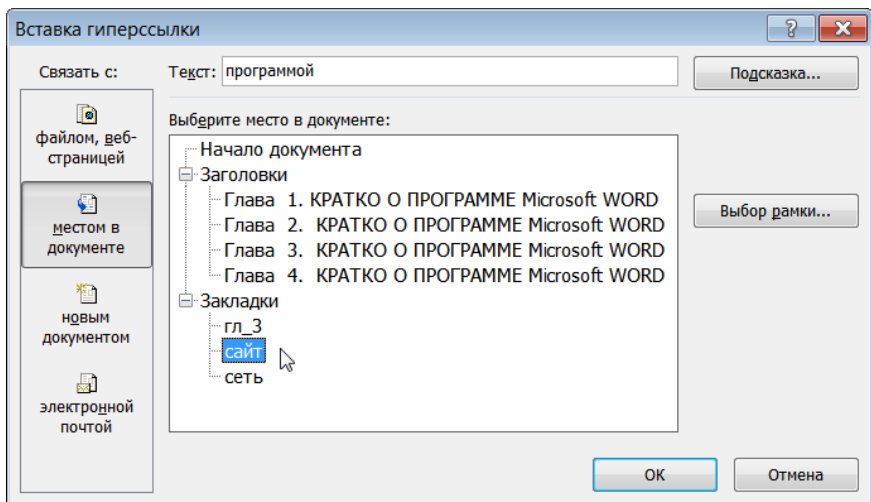 Вставка гиперссылки
Связать с:
Текст: программой
Подсказка...
файлом, веб-
страницей
местом в
документе
новым
документом
электронной
почтой
Выберите место в документе:
Начало документа
Заголовки
Глава 1. КРАТКО О ПРОГРАММЕ Microsoft WORD
Глава 2. КРАТКО О ПРОГРАММЕ Microsoft WORD
Глава 3. КРАТКО О ПРОГРАММЕ Microsoft WORD
Глава 4. КРАТКО О ПРОГРАММЕ Microsoft WORD
Закладки
гл_3
сайт
сеть
Выбор рамки...
ОК
Отмена